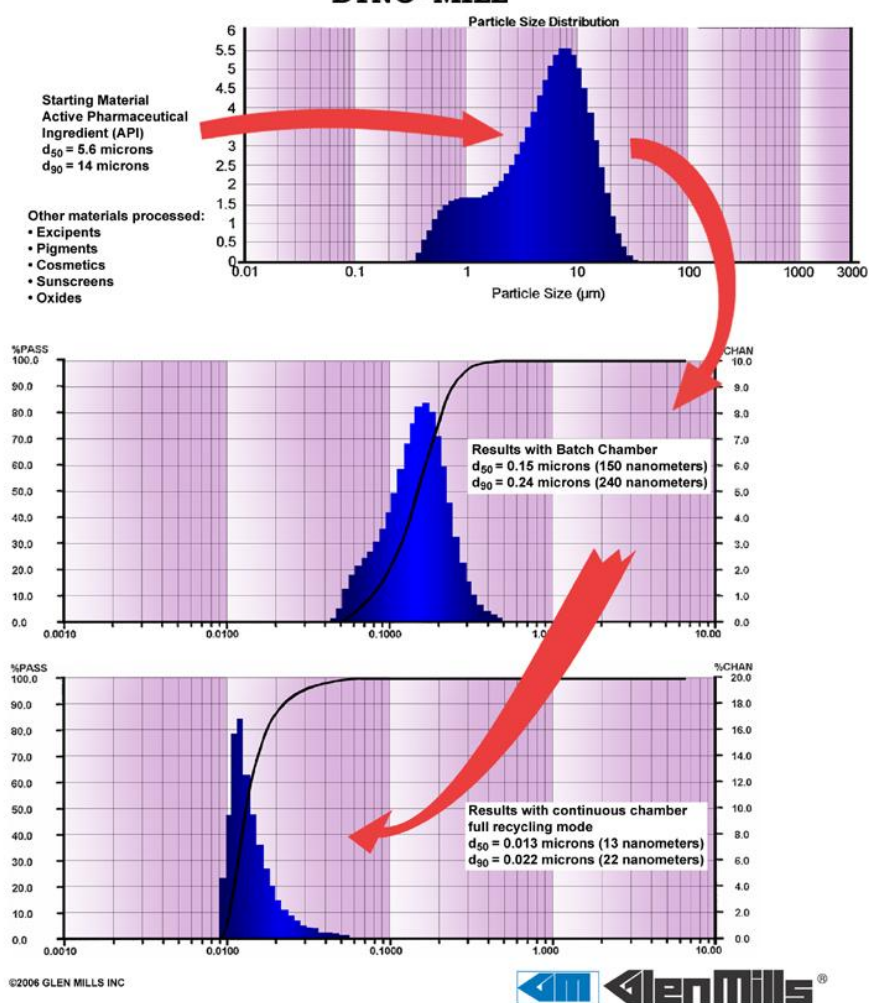 DYNO-MILL
Particle Size Distribution
6
5.5
5
4.5
4
3
2.5
2
1.5
1
0.5
0
0.01 0.1 1 10 100 1000 3000
Particle Size (µm)
Starting Material
Active Pharmaceutical
Ingredient (API)
d50 = 5.6 microns
d90 = 14 microns
Other materials processed:
• Excipents
• Pigments
• Cosmetics
• Sunscreens
• Oxides
%PASS
100.0
90.0
80.0
70.0
60.0
50.0
40.0
30.0
20.0
10.0
0.0
%CHAN
10.0
9.0
8.0
7.0
6.0
5.0
4.0
3.0
2.0
1.0
0.0
0.0010 0.0100 0.1000 10.00
Results with Batch Chamber
d50 = 0.15 microns (150 nanometers)
d90 = 0.24 microns (240 nanometers)
%PASS
100.0
90.0
80.0
70.0
60.0
50.0
40.0
30.0
20.0
10.0
0.0
%CHAN
20.0
18.0
16.0
14.0
12.0
10.0
8.0
6.0
4.0
2.0
0.0
0.0010 0.0100 0.1000 1.000 10.00
Results with continuous chamber
full recycling mode
d50 = 0.013 microns (13 nanometers)
d90 = 0.022 microns (22 nanometers)
©2006 GLEN MILLS INC
GM GlenMills®